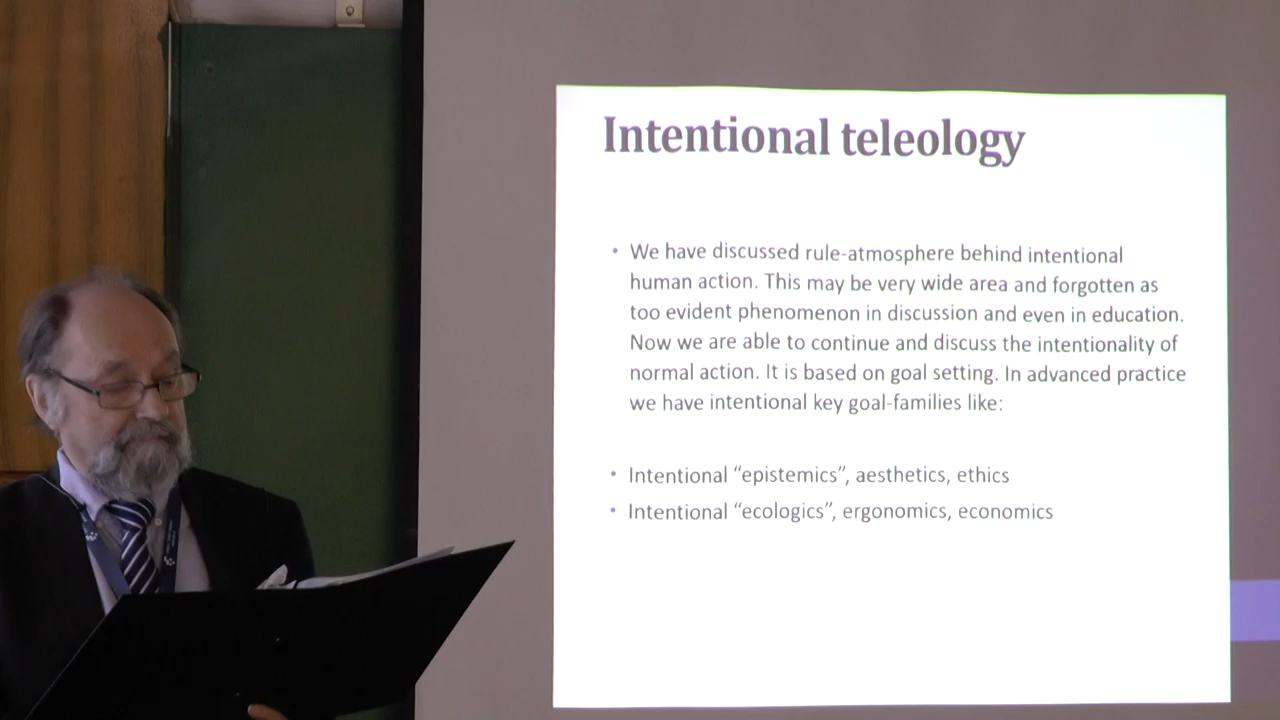 Intentional teleology
• We have discussed rule-atmosphere behind intentional
human action. This may be very wide area and forgotten as
too evident phenomenon in discussion and even in education.
Now we are able to continue and discuss the intentionality of
normal action. It is based on goal setting. In advanced practice
we have intentional key goal-families like:
• Intentional “epistemics”, aesthetics, ethics
• Intentional “ecologics”, ergonomics, economics